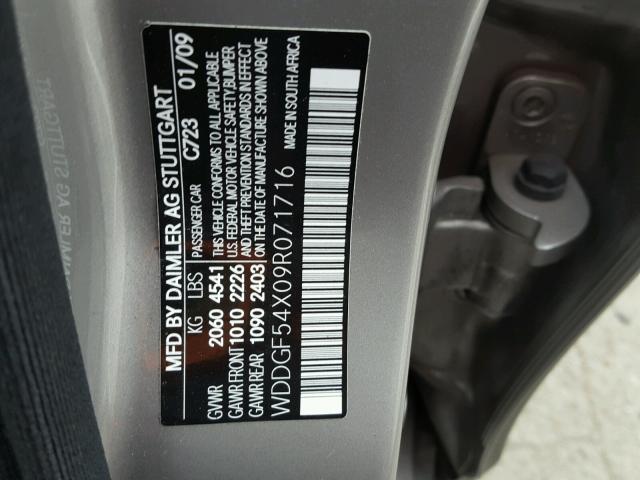 MFD BY DAIMLER AG STUTTGART
PASSENGER CAR C723 01/09
KG LBS THIS VEHICLE CONFORMS TO ALL APPLICABLE
GVWR 2060 4541 U.S. FEDERAL MOTOR VEHICLE SAFETY,BUMPER
GAWR FRONT 1010 2226 AND THEFT PREVENTION STANDARDS IN EFFECT
GAWR REAR 1090 2403 ON THE DATE OF MANUFACTURE SHOWN ABOVE
WDDGF54X09R071716 MADE IN SOUTH AFRICA